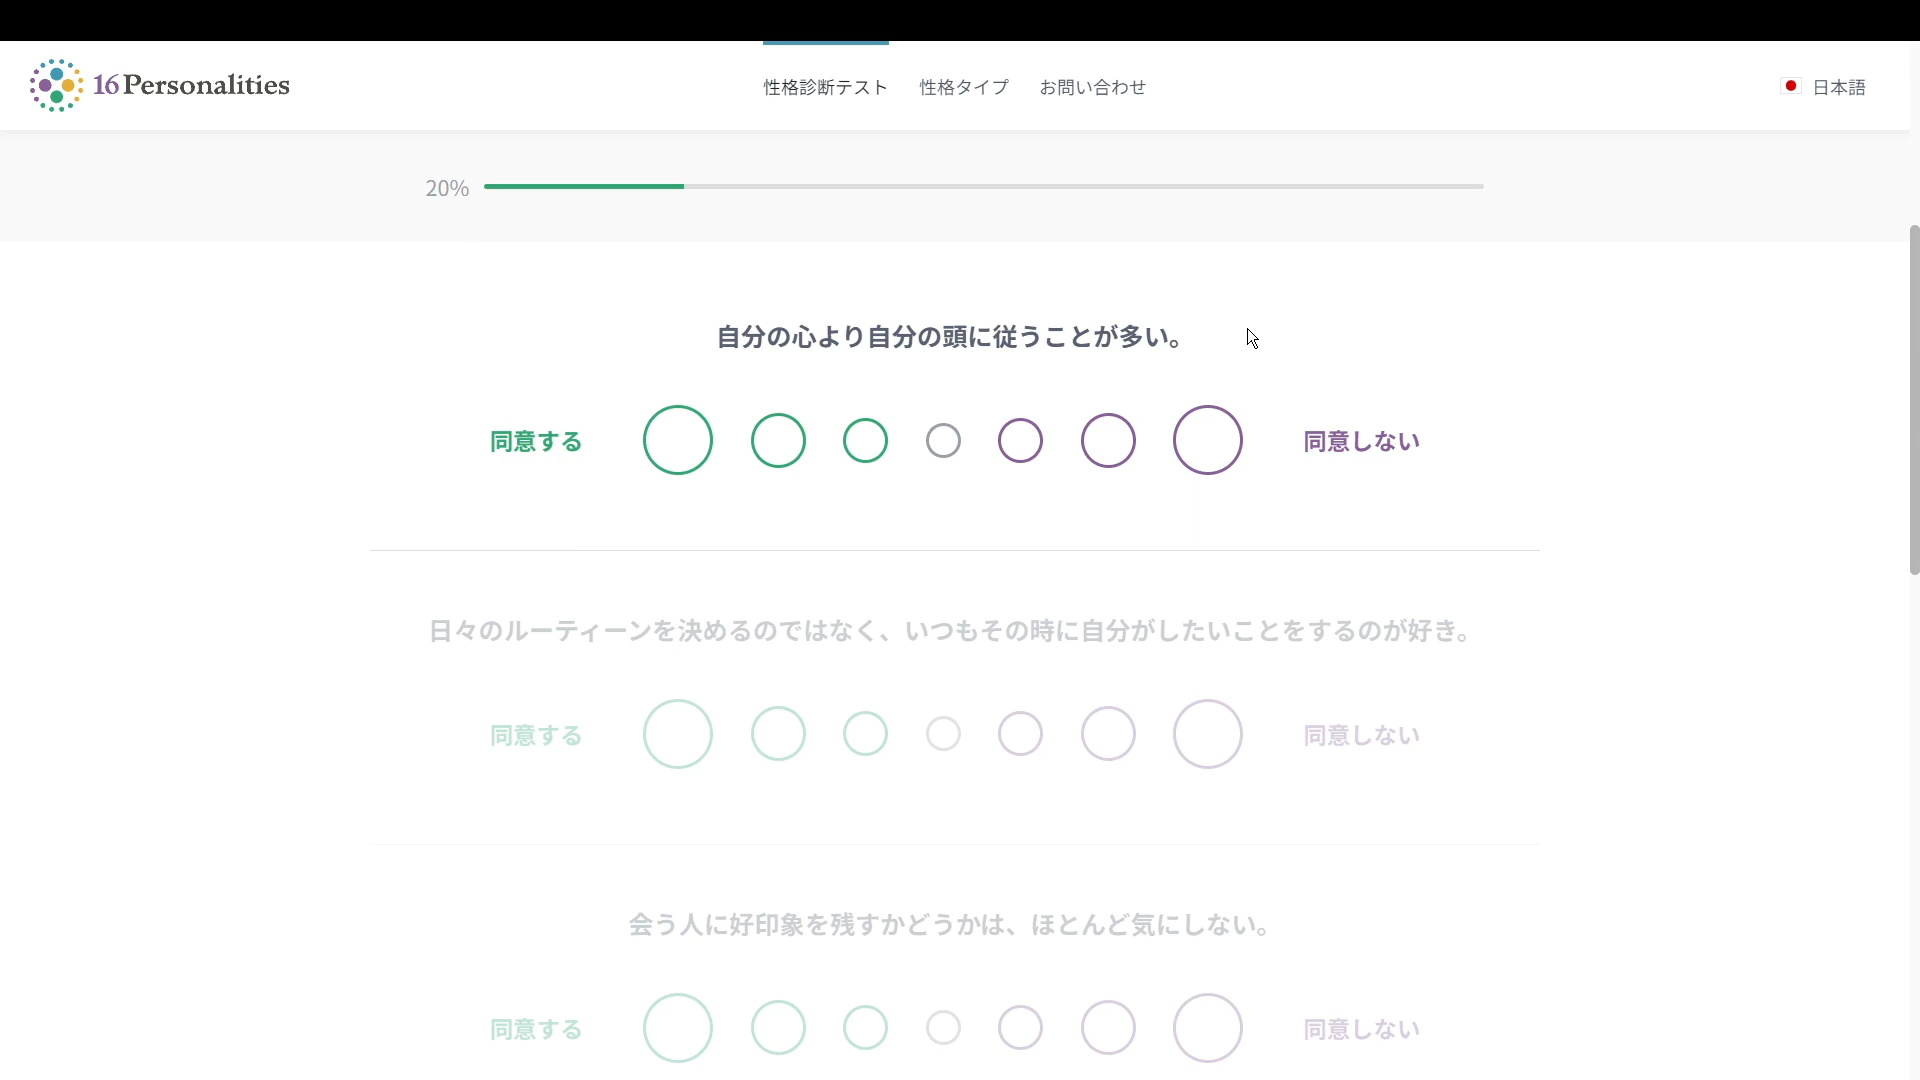 16Personalities
性格診断テスト
性格タイプ
お問い合わせ
日本語
20%
自分の心より自分の頭に従うことが多い。
同意する
同意しない
日々のルーティーンを決めるのではなく、いつもその時に自分がしたいことをするのが好き。
同意する
同意しない
会う人に好印象を残すかどうかは、ほとんど気にしない。
同意する
同意しない